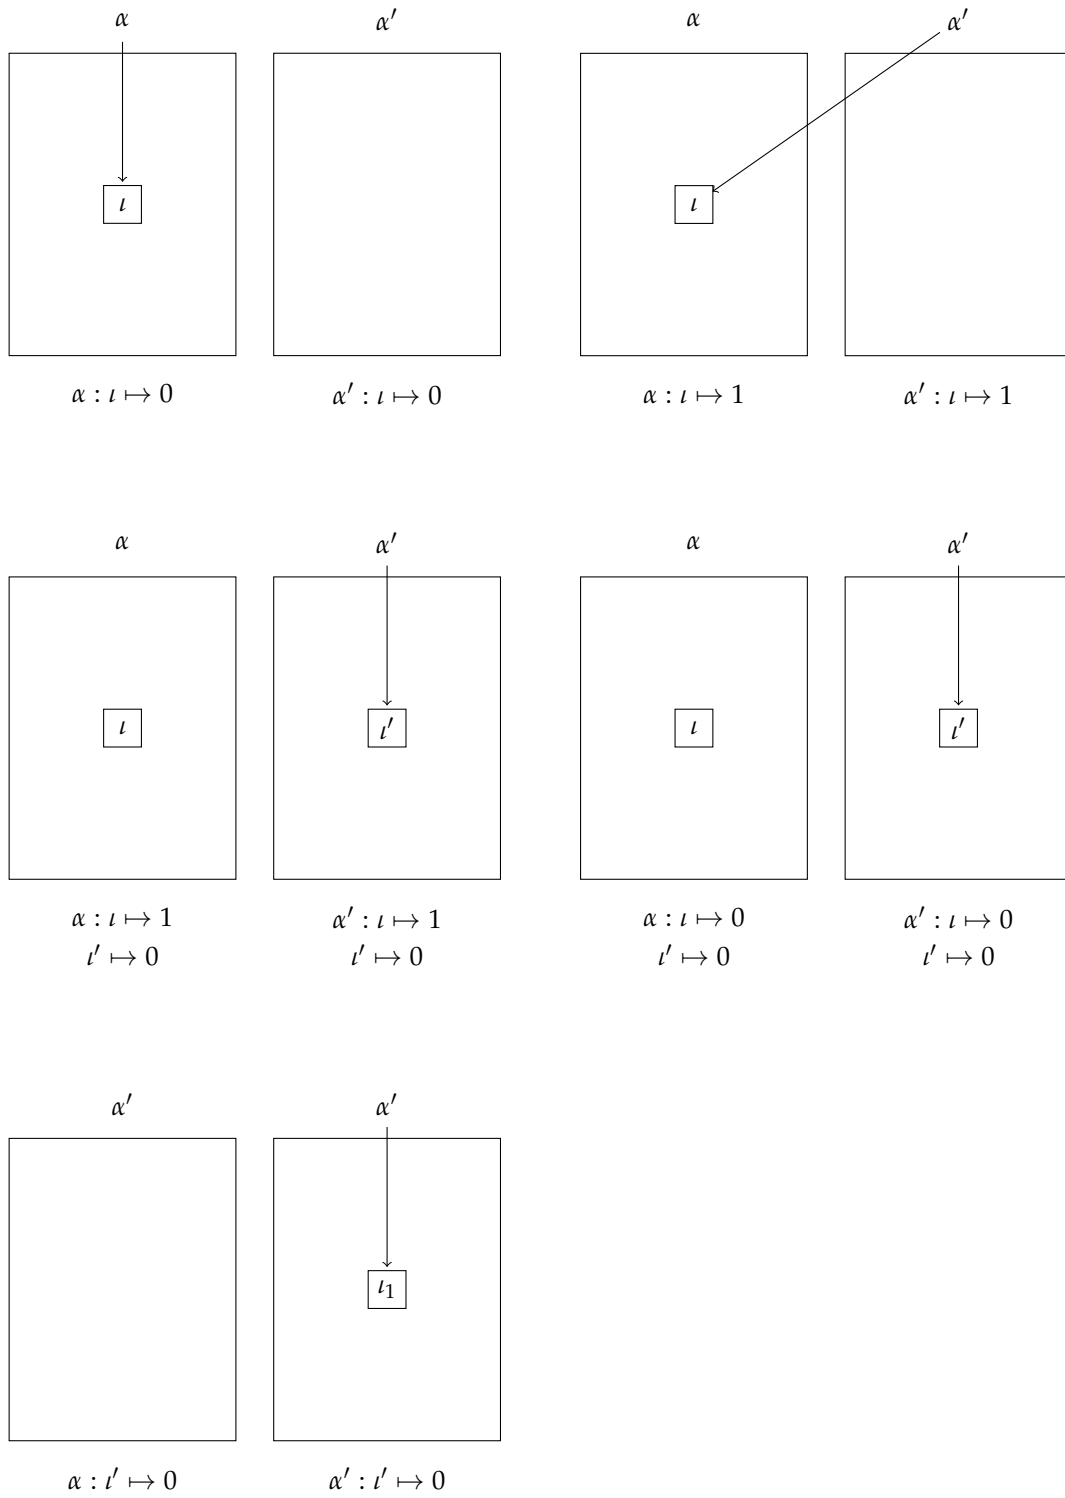 α α′ α α′
ι ι
α : ι ↦ 0 α′ : ι ↦ 0 α : ι ↦ 1 α′ : ι ↦ 1
α α′ α α′
ι ι′ ι ι′
α : ι ↦ 1 α′ : ι ↦ 1 α : ι ↦ 0 α′ : ι ↦ 0
ι′ ↦ 0 ι′ ↦ 0 ι′ ↦ 0 ι′ ↦ 0
α′ α′
ι₁
α : ι′ ↦ 0 α′ : ι′ ↦ 0